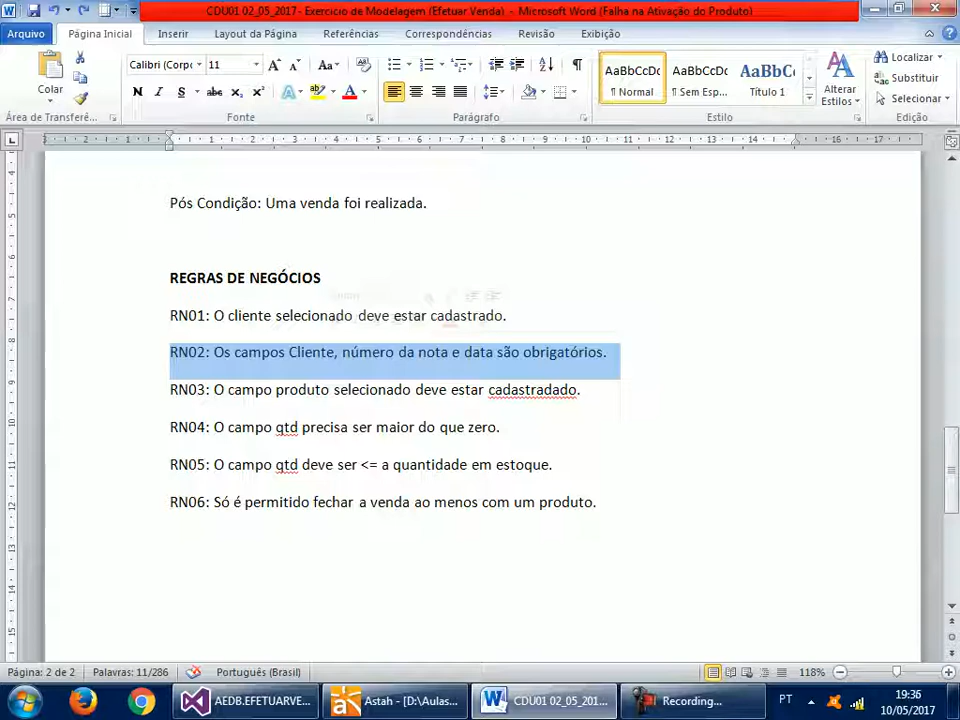 CDU01 02_05_2017 - Exercicio de Modelagem (Efetuar Venda) - Microsoft Word (Falha na Ativação do Produto)
Arquivo Página Inicial Inserir Layout da Página Referências Correspondências Revisão Exibição
Calibri (Corpo 11
Colar
AaBbCcDc AaBbCcDc AaBbC
¶ Normal ¶ Sem Esp... Título 1
Alterar Estilos
Localizar
Substituir
Selecionar
Área de Transferê... Fonte Parágrafo Estilo Edição
Pós Condição: Uma venda foi realizada.
REGRAS DE NEGÓCIOS
RN01: O cliente selecionado deve estar cadastrado.
RN02: Os campos Cliente, número da nota e data são obrigatórios.
RN03: O campo produto selecionado deve estar cadastradado.
RN04: O campo qtd precisa ser maior do que zero.
RN05: O campo qtd deve ser <= a quantidade em estoque.
RN06: Só é permitido fechar a venda ao menos com um produto.
Página: 2 de 2 Palavras: 11/286 Português (Brasil) 118%
AEDB.EFETUARVE... Astah - [D:\Aulas... CDU01 02_05_201... Recording... PT 19:36
10/05/2017